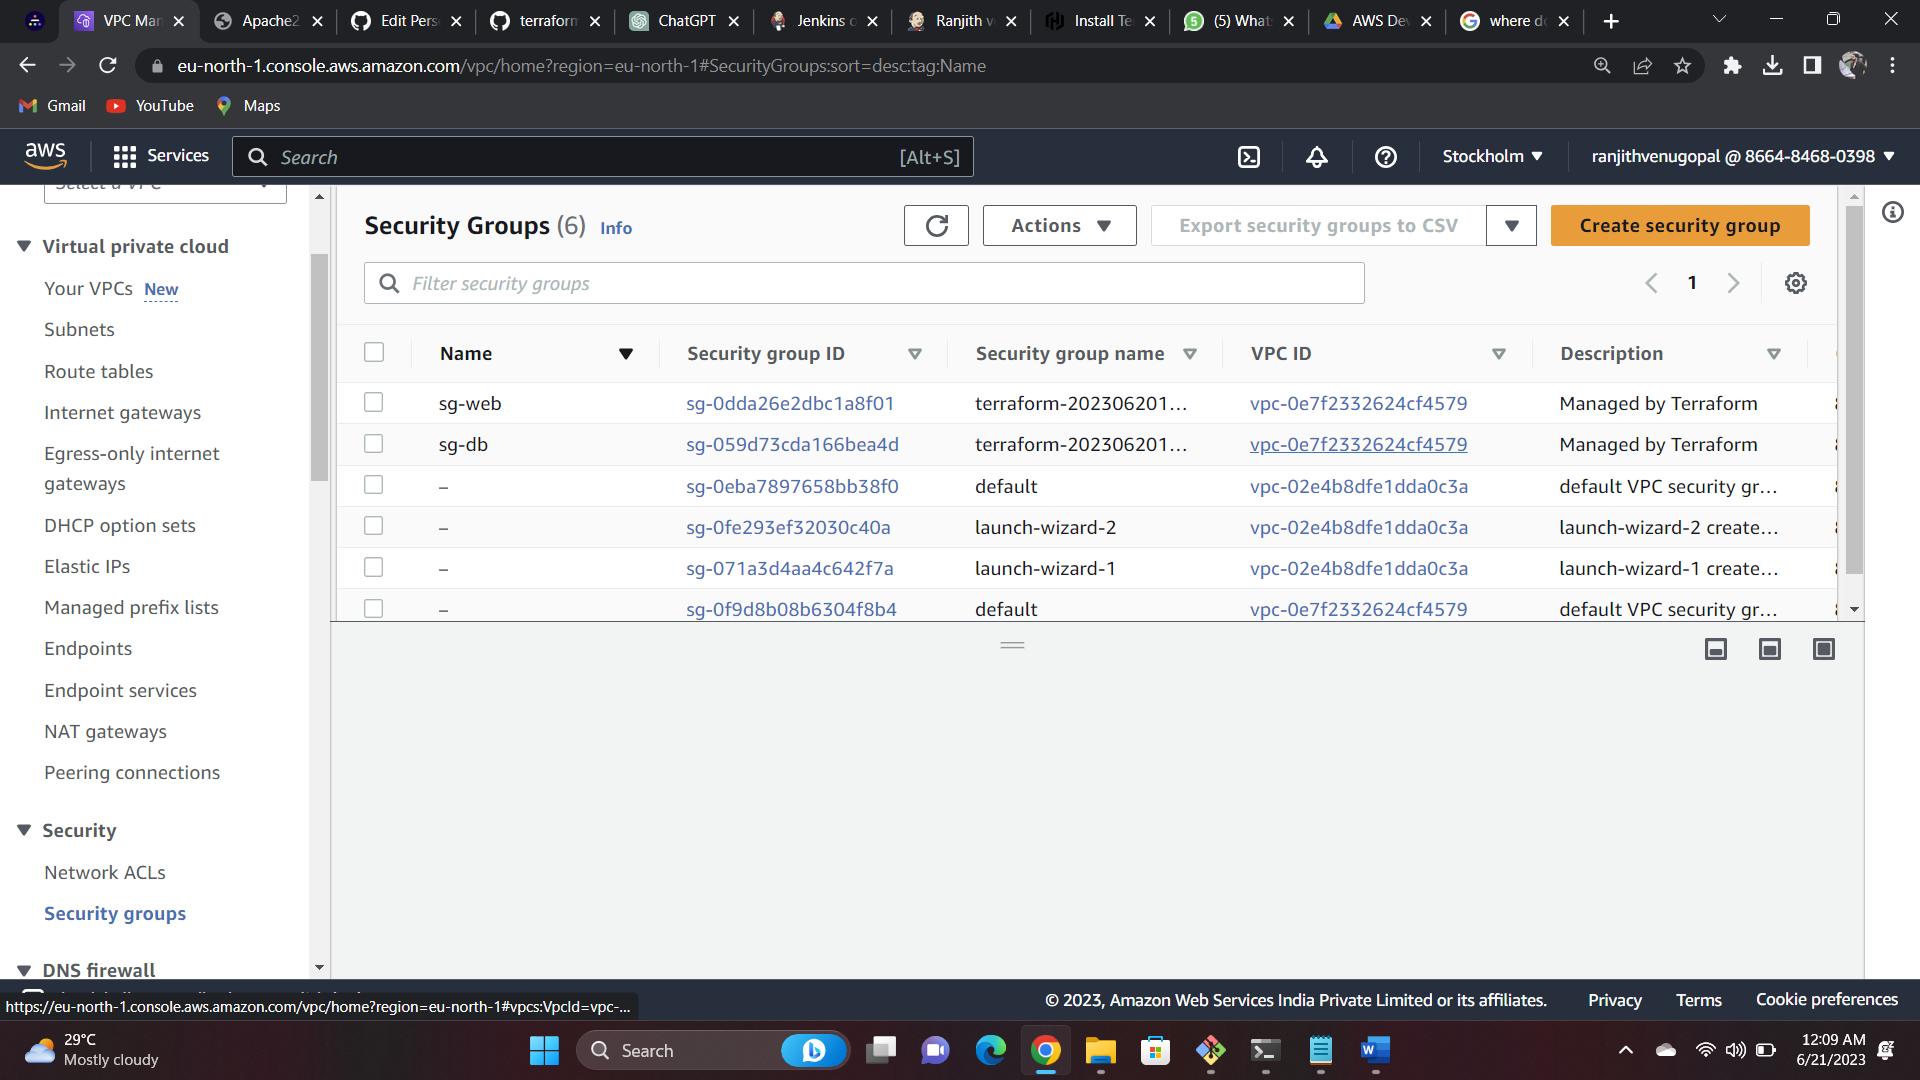 VPC Man
Apache2
Edit Pers
terraform
ChatGPT
Jenkins o
Ranjith v
Install Te
(5) What
AWS De
where d
eu-north-1.console.aws.amazon.com/vpc/home?region=eu-north-1#SecurityGroups:sort=desc:tag:Name
Gmail
YouTube
Maps
aws
Services
Search
[Alt+S]
Stockholm
ranjithvenugopal @ 8664-8468-0398
Select a VPC
Virtual private cloud
Your VPCs New
Subnets
Route tables
Internet gateways
Egress-only internet
gateways
DHCP option sets
Elastic IPs
Managed prefix lists
Endpoints
Endpoint services
NAT gateways
Peering connections
Security
Network ACLs
Security groups
DNS firewall
Security Groups (6) Info
Actions
Export security groups to CSV
Create security group
Filter security groups
1
Name Security group ID Security group name VPC ID Description
sg-web sg-0dda26e2dbc1a8f01 terraform-202306201... vpc-0e7f2332624cf4579 Managed by Terraform
sg-db sg-059d73cda166bea4d terraform-202306201... vpc-0e7f2332624cf4579 Managed by Terraform
– sg-0eba7897658bb38f0 default vpc-02e4b8dfe1dda0c3a default VPC security gr...
– sg-0fe293ef32030c40a launch-wizard-2 vpc-02e4b8dfe1dda0c3a launch-wizard-2 create...
– sg-071a3d4aa4c642f7a launch-wizard-1 vpc-02e4b8dfe1dda0c3a launch-wizard-1 create...
– sg-0f9d8b08b6304f8b4 default vpc-0e7f2332624cf4579 default VPC security gr...
https://eu-north-1.console.aws.amazon.com/vpc/home?region=eu-north-1#vpcs:VpcId=vpc-...
© 2023, Amazon Web Services India Private Limited or its affiliates.
Privacy
Terms
Cookie preferences
29°C
Mostly cloudy
Search
12:09 AM
6/21/2023